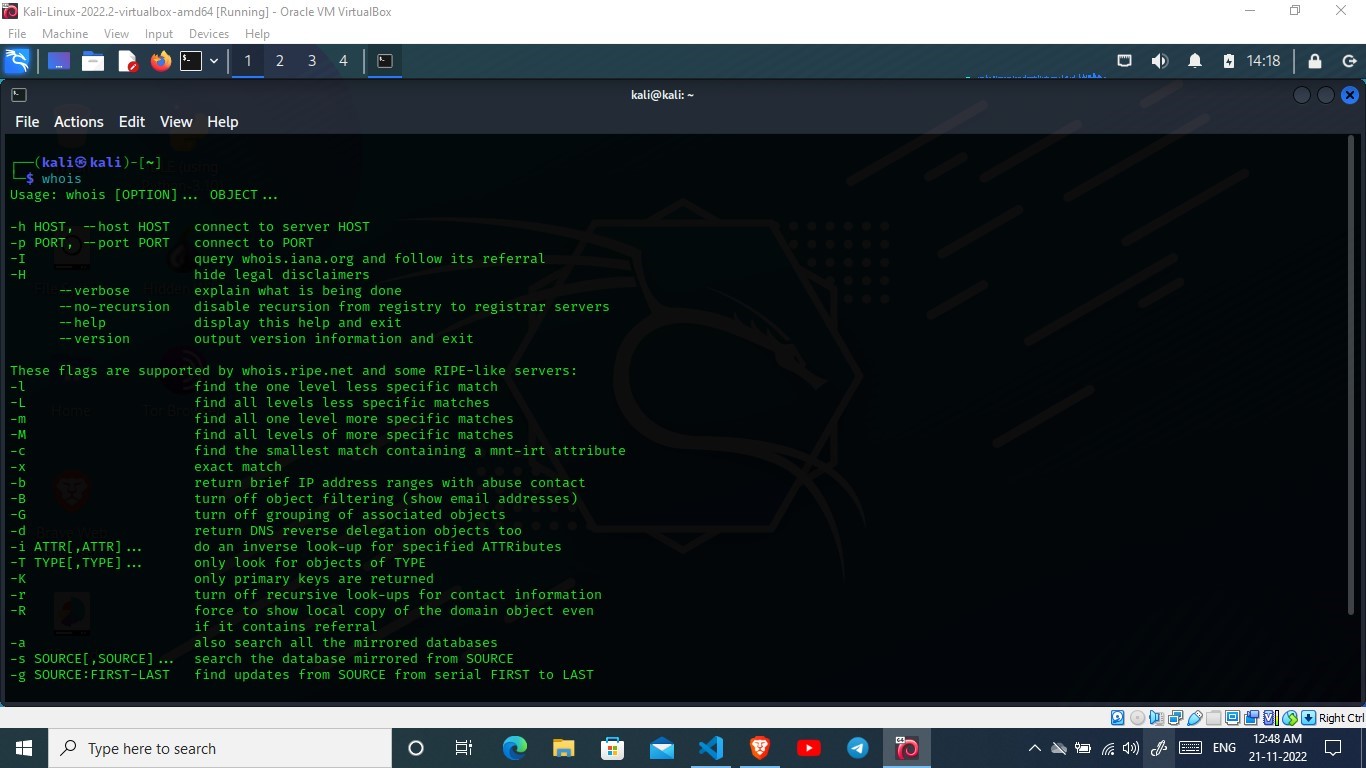 Kali-Linux-2022.2-virtualbox-amd64 [Running] - Oracle VM VirtualBox
File Machine View Input Devices Help
1 2 3 4 14:18
kali@kali: ~
File Actions Edit View Help
┌──(kali㉿kali)-[~]
└─$ whois
Usage: whois [OPTION]... OBJECT...
-h HOST, --host HOST connect to server HOST
-p PORT, --port PORT connect to PORT
-I query whois.iana.org and follow its referral
-H hide legal disclaimers
--verbose explain what is being done
--no-recursion disable recursion from registry to registrar servers
--help display this help and exit
--version output version information and exit
These flags are supported by whois.ripe.net and some RIPE-like servers:
-l find the one level less specific match
-L find all levels less specific matches
-m find all one level more specific matches
-M find all levels of more specific matches
-c find the smallest match containing a mnt-irt attribute
-x exact match
-b return brief IP address ranges with abuse contact
-B turn off object filtering (show email addresses)
-G turn off grouping of associated objects
-d return DNS reverse delegation objects too
-i ATTR[,ATTR]... do an inverse look-up for specified ATTRibutes
-T TYPE[,TYPE]... only look for objects of TYPE
-K only primary keys are returned
-r turn off recursive look-ups for contact information
-R force to show local copy of the domain object even
if it contains referral
-a also search all the mirrored databases
-s SOURCE[,SOURCE]... search the database mirrored from SOURCE
-g SOURCE:FIRST-LAST find updates from SOURCE from serial FIRST to LAST
Right Ctrl
Type here to search
ENG
12:48 AM
21-11-2022